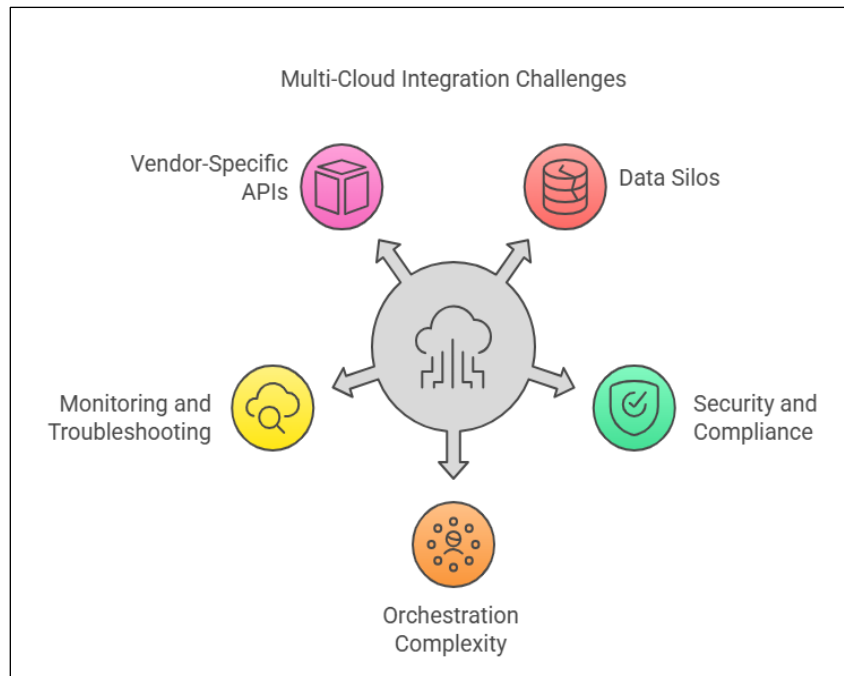 Multi-Cloud Integration Challenges
Vendor-Specific
APIs
Data Silos
Monitoring and
Troubleshooting
Security and
Compliance
Orchestration
Complexity